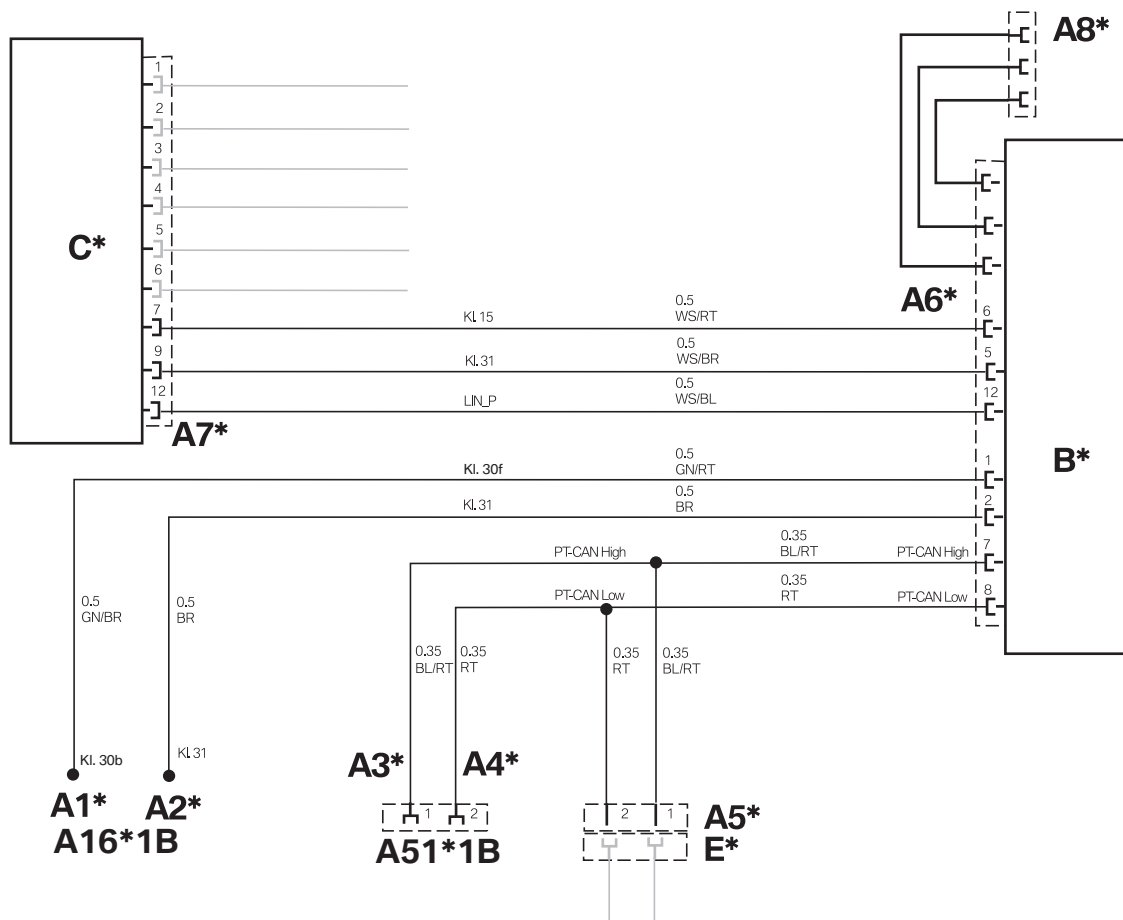 A8*
1
2
3
4
C*
5
6
A6*
7
Kl. 15
0.5
WS/RT
6
9
Kl. 31
0.5
WS/BR
5
12
LIN_P
0.5
WS/BL
12
A7*
B*
Kl. 30f
0.5
GN/RT
1
Kl. 31
0.5
BR
2
PT-CAN High
0.35
BL/RT
PT-CAN High
7
PT-CAN Low
0.35
RT
PT-CAN Low
8
0.5
GN/BR
0.5
BR
0.35
BL/RT
0.35
RT
0.35
RT
0.35
BL/RT
Kl. 30b
Kl. 31
A3*
A4*
A1*
A2*
1
2
2
1
A5*
A16*1B
A51*1B
E*